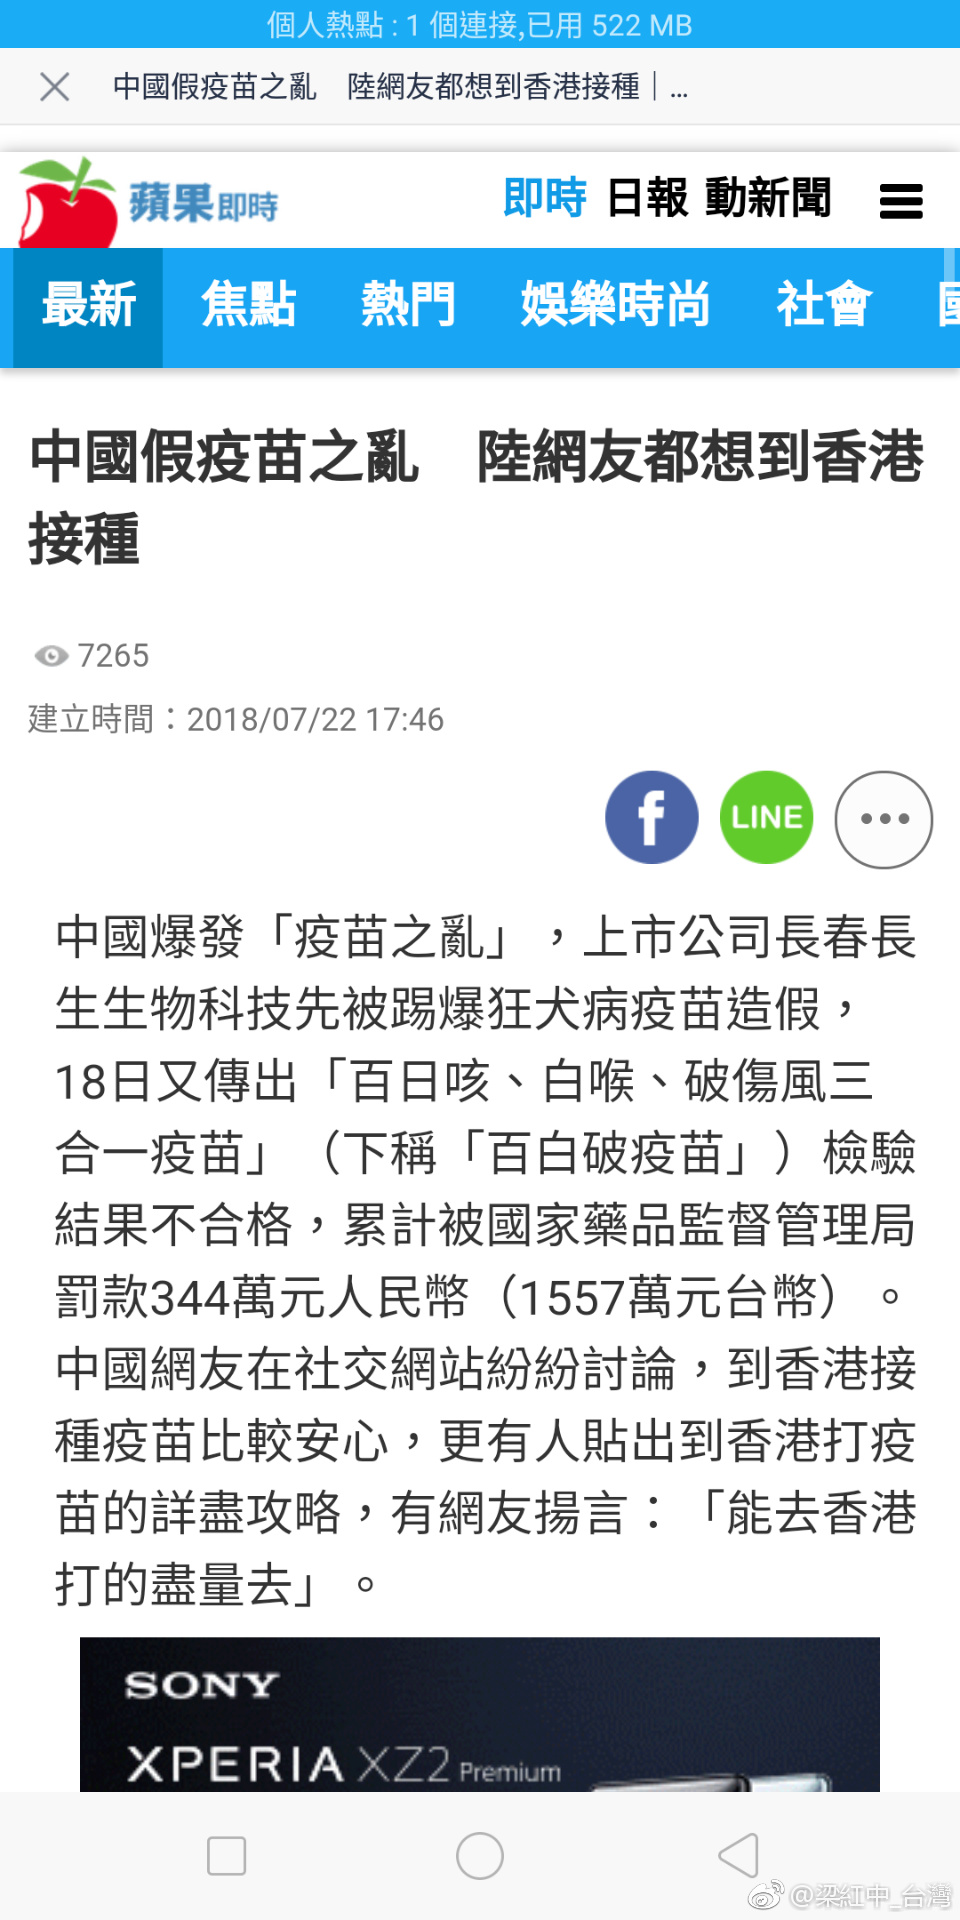 個人熱點 : 1 個連接,已用 522 MB
中國假疫苗之亂　陸網友都想到香港接種｜...
蘋果即時
即時 日報 動新聞
最新 焦點 熱門 娛樂時尚 社會
中國假疫苗之亂　陸網友都想到香港
接種
7265
建立時間：2018/07/22 17:46
f LINE
中國爆發「疫苗之亂」，上市公司長春長
生生物科技先被踢爆狂犬病疫苗造假，
18日又傳出「百日咳、白喉、破傷風三
合一疫苗」（下稱「百白破疫苗」）檢驗
結果不合格，累計被國家藥品監督管理局
罰款344萬元人民幣（1557萬元台幣）。
中國網友在社交網站紛紛討論，到香港接
種疫苗比較安心，更有人貼出到香港打疫
苗的詳盡攻略，有網友揚言：「能去香港
打的盡量去」。
SONY
XPERIA XZ2 Premium
@梁紅中_台灣